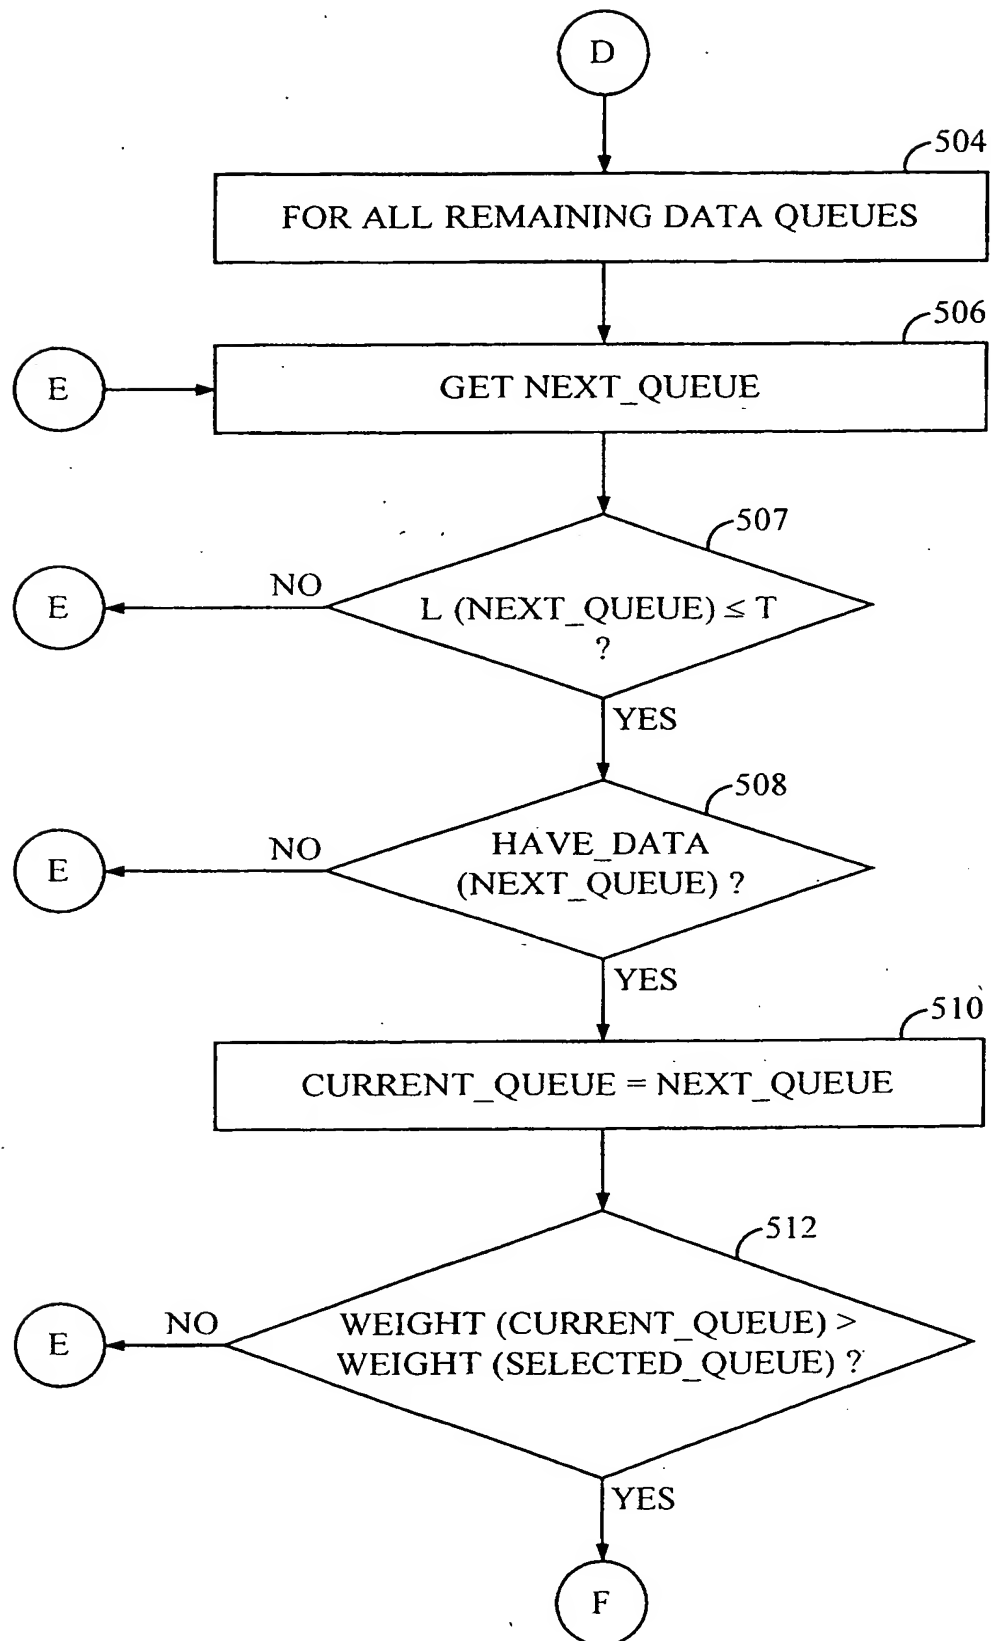 D
504
FOR ALL REMAINING DATA QUEUES
506
E
GET NEXT_QUEUE
507
NO
E
L (NEXT_QUEUE) ≤ T
?
YES
508
NO
E
HAVE_DATA
(NEXT_QUEUE) ?
YES
510
CURRENT_QUEUE = NEXT_QUEUE
512
NO
E
WEIGHT (CURRENT_QUEUE) >
WEIGHT (SELECTED_QUEUE) ?
YES
F